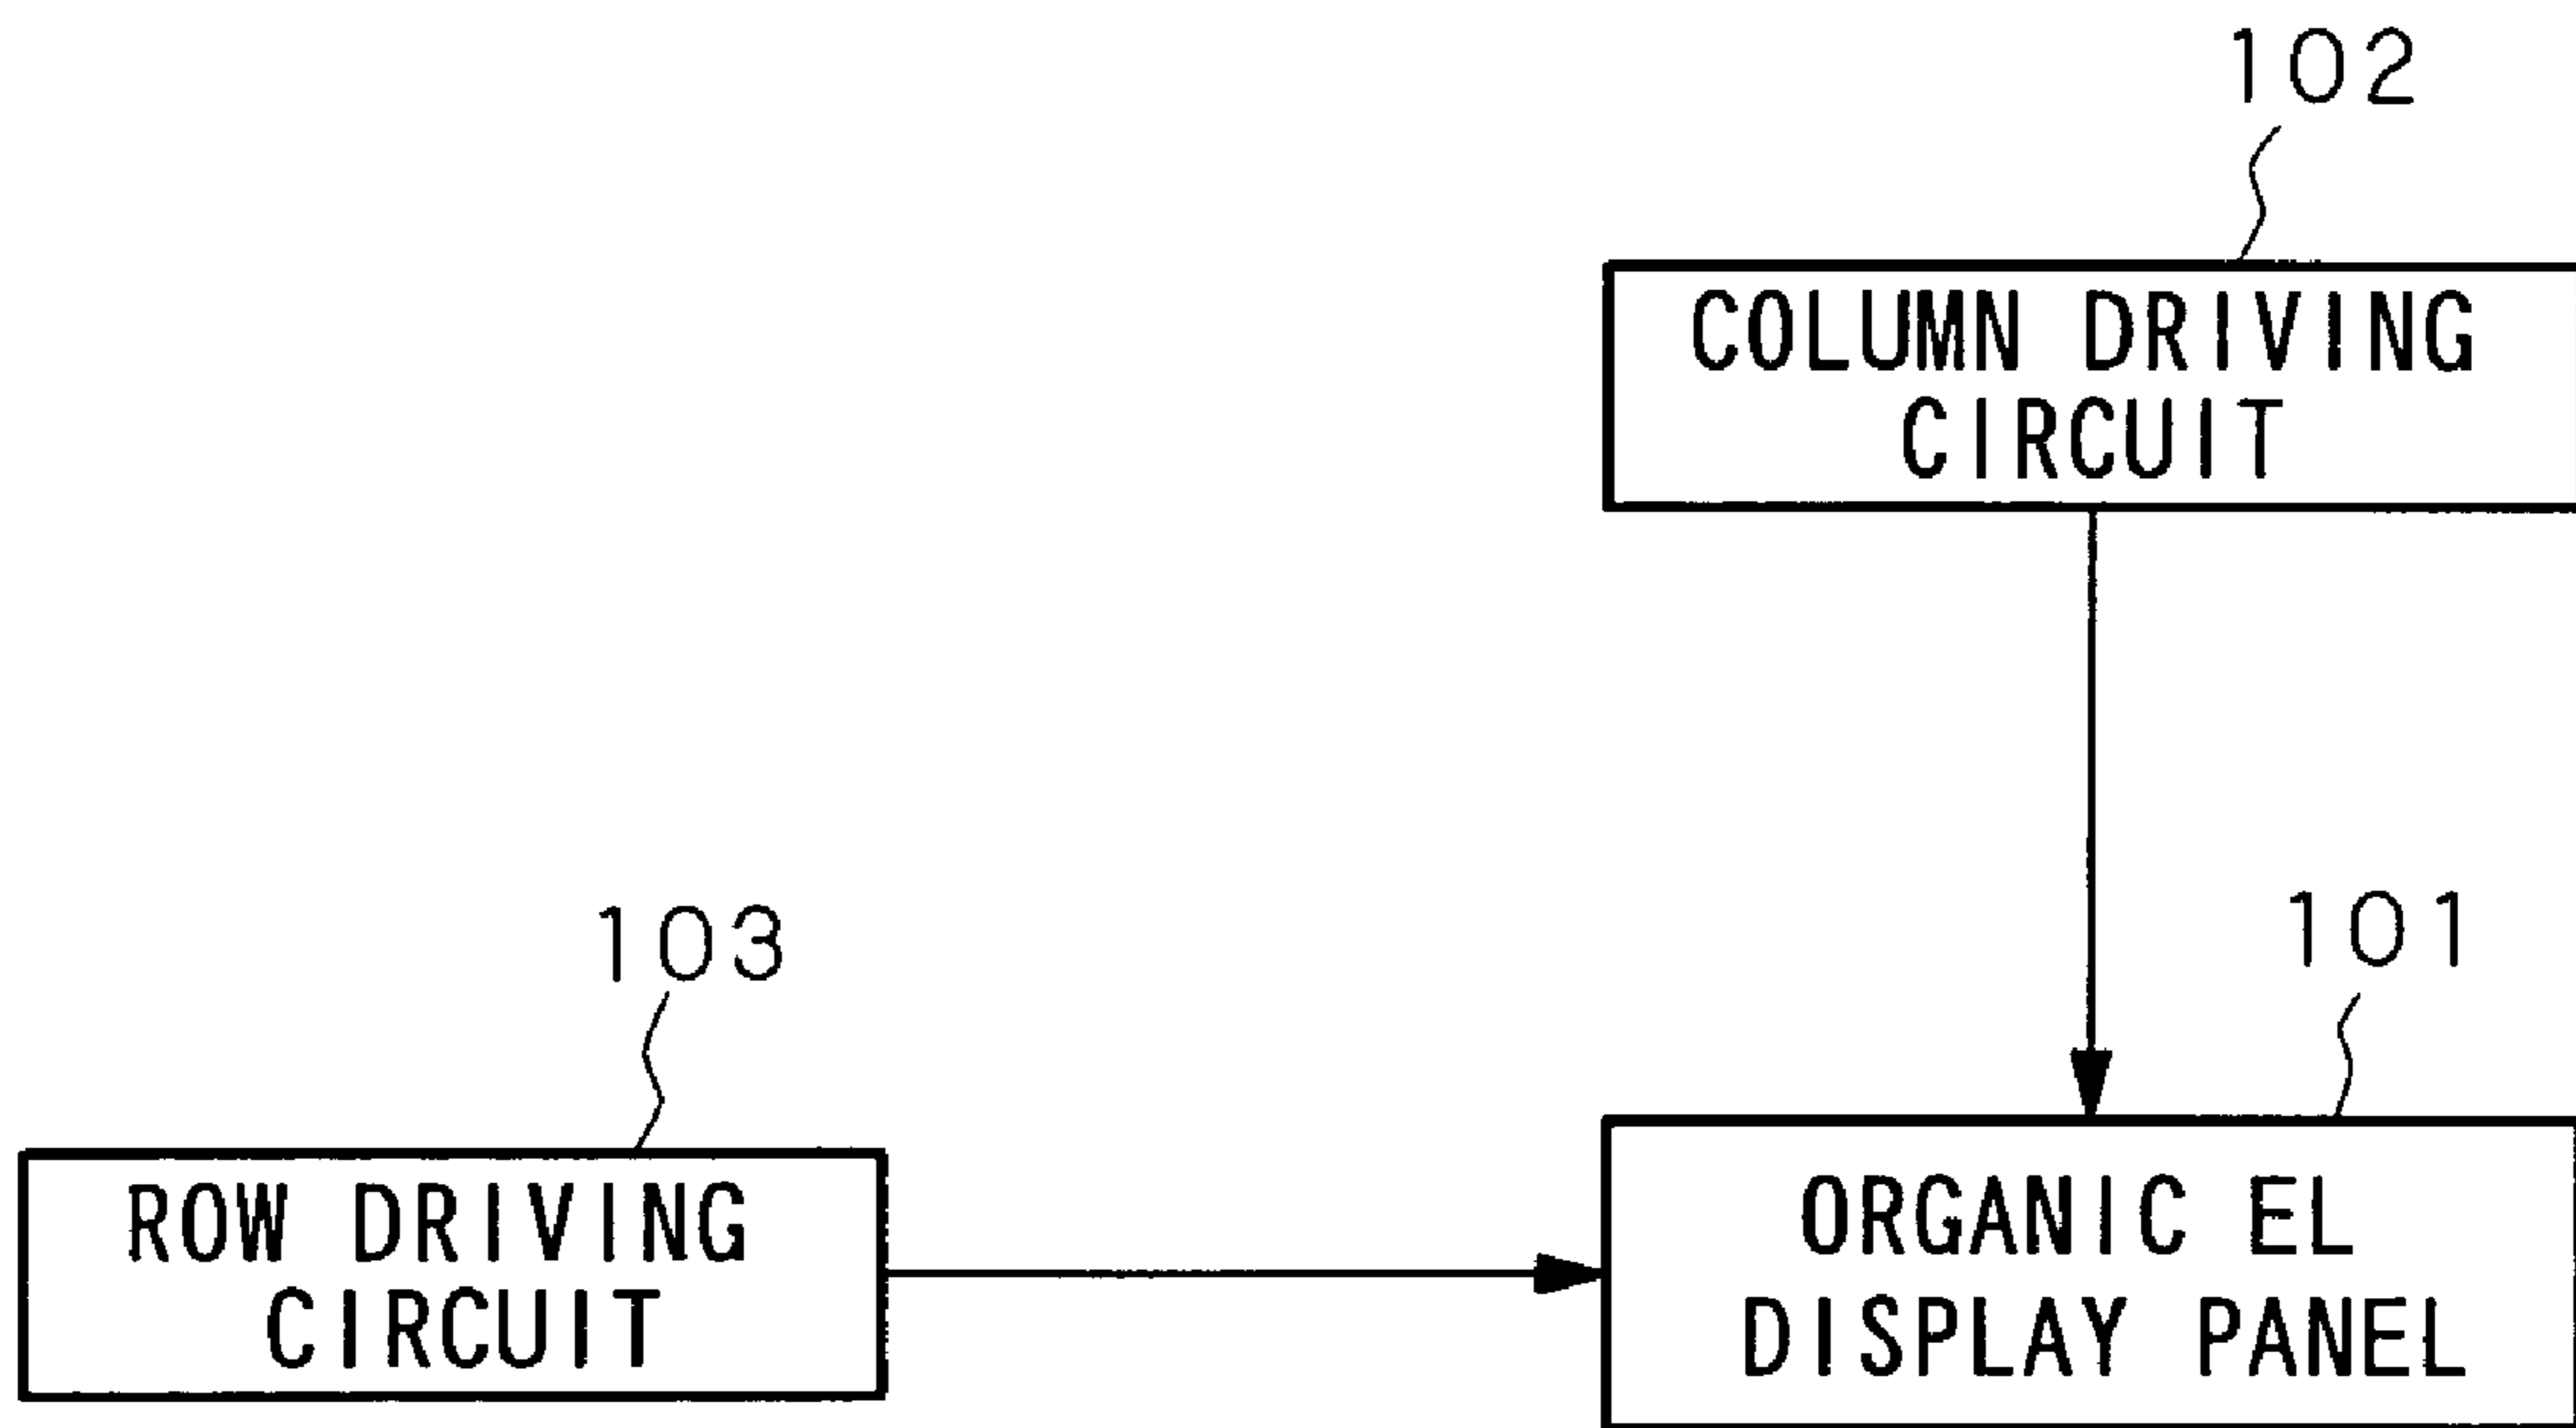 102
COLUMN DRIVING
CIRCUIT
103
101
ROW DRIVING
CIRCUIT
ORGANIC EL
DISPLAY PANEL